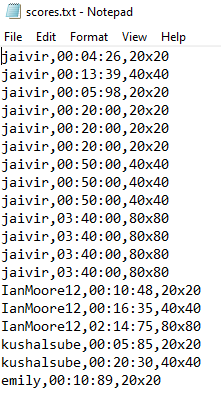 scores.txt - Notepad
File Edit Format View Help
jaivir,00:04:26,20x20
jaivir,00:13:39,40x40
jaivir,00:05:98,20x20
jaivir,00:20:00,20x20
jaivir,00:20:00,20x20
jaivir,00:20:00,20x20
jaivir,00:50:00,40x40
jaivir,00:50:00,40x40
jaivir,00:50:00,40x40
jaivir,03:40:00,80x80
jaivir,03:40:00,80x80
jaivir,03:40:00,80x80
IanMoore12,00:10:48,20x20
IanMoore12,00:16:35,40x40
IanMoore12,02:14:75,80x80
kushalsube,00:05:85,20x20
kushalsube,00:20:30,40x40
emily,00:10:89,20x20